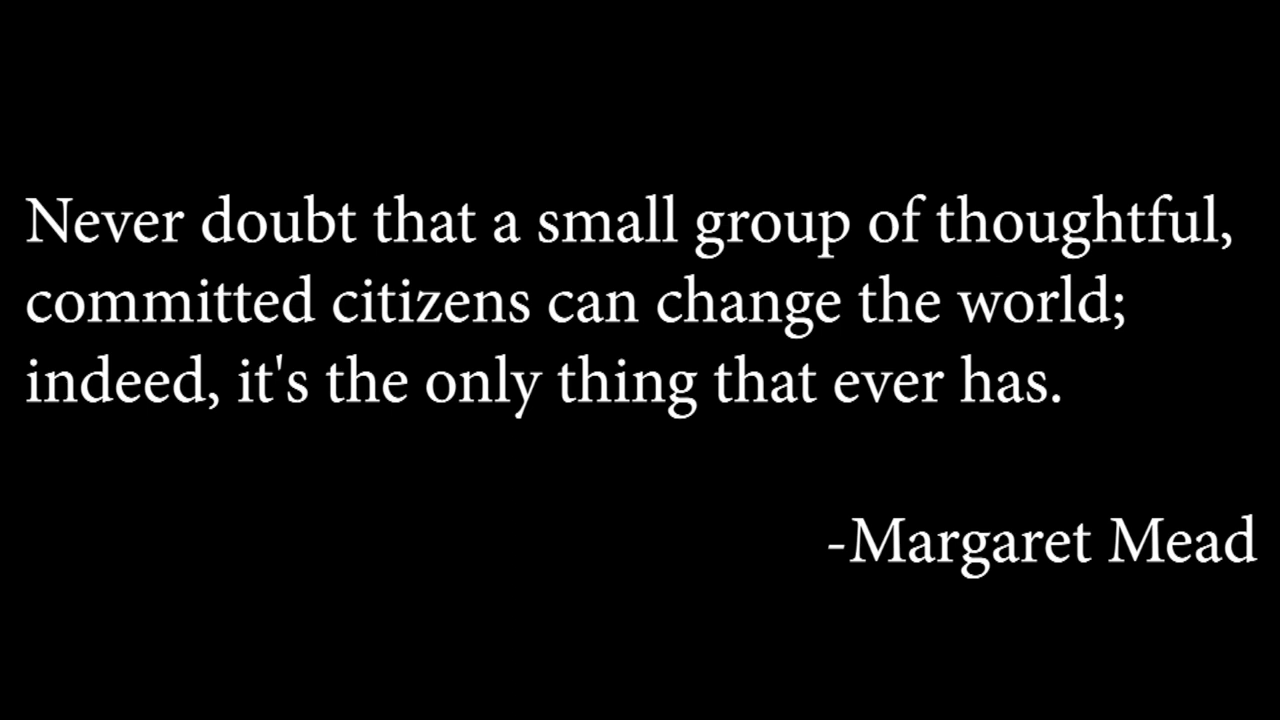 Never doubt that a small group of thoughtful,
committed citizens can change the world;
indeed, it's the only thing that ever has.
-Margaret Mead